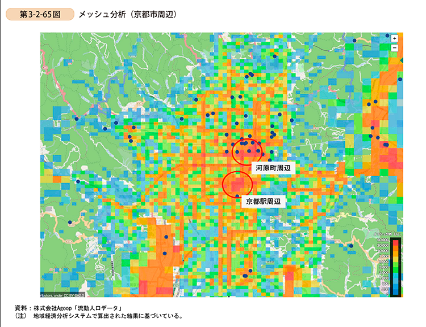 第3-2-65図 メッシュ分析（京都市周辺）
+
−
河原町周辺
京都駅周辺
資料：株式会社Agoop「流動人口データ」
（注） 地域経済分析システムで算出された結果に基づいている。